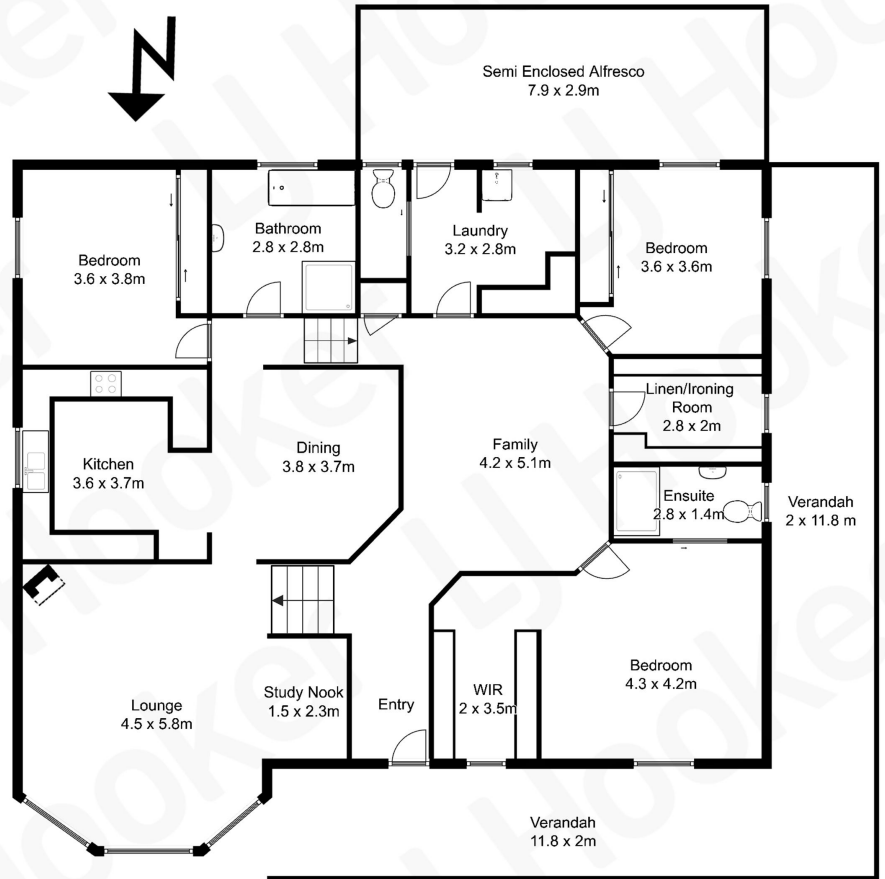 Semi Enclosed Alfresco
7.9 x 2.9m
N
Bathroom
2.8 x 2.8m
Laundry
3.2 x 2.8m
Bedroom
3.6 x 3.8m
Bedroom
3.6 x 3.6m
Linen/Ironing
Room
2.8 x 2m
Kitchen
3.6 x 3.7m
Dining
3.8 x 3.7m
Family
4.2 x 5.1m
Ensuite
2.8 x 1.4m
Verandah
2 x 11.8 m
Lounge
4.5 x 5.8m
Study Nook
1.5 x 2.3m
Entry
WIR
2 x 3.5m
Bedroom
4.3 x 4.2m
Verandah
11.8 x 2m
LJ Hooker